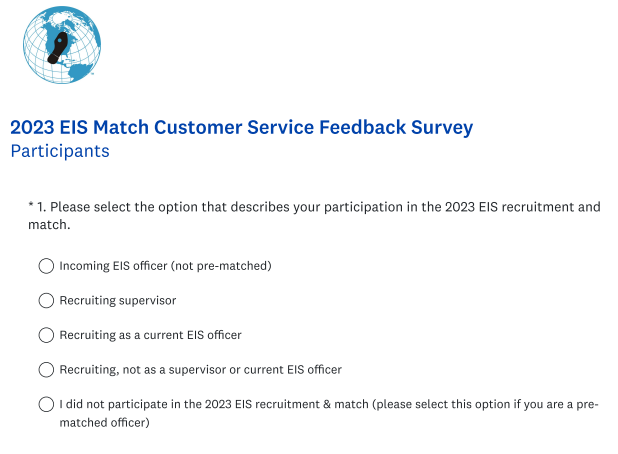 2023 EIS Match Customer Service Feedback Survey
Participants
* 1. Please select the option that describes your participation in the 2023 EIS recruitment and
match.
Incoming EIS officer (not pre-matched)
Recruiting supervisor
Recruiting as a current EIS officer
Recruiting, not as a supervisor or current EIS officer
I did not participate in the 2023 EIS recruitment & match (please select this option if you are a pre-
matched officer)